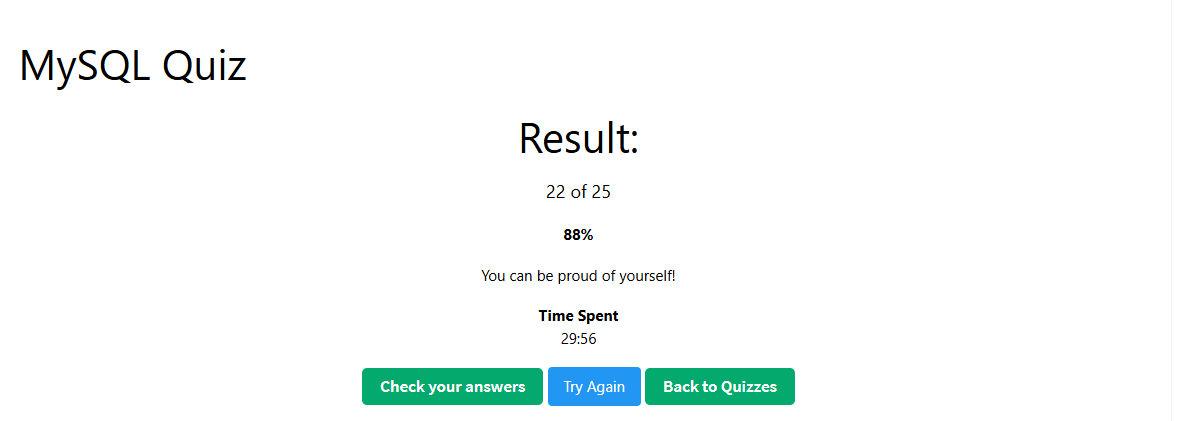 MySQL Quiz
Result:
22 of 25
88%
You can be proud of yourself!
Time Spent
29:56
Check your answers
Try Again
Back to Quizzes